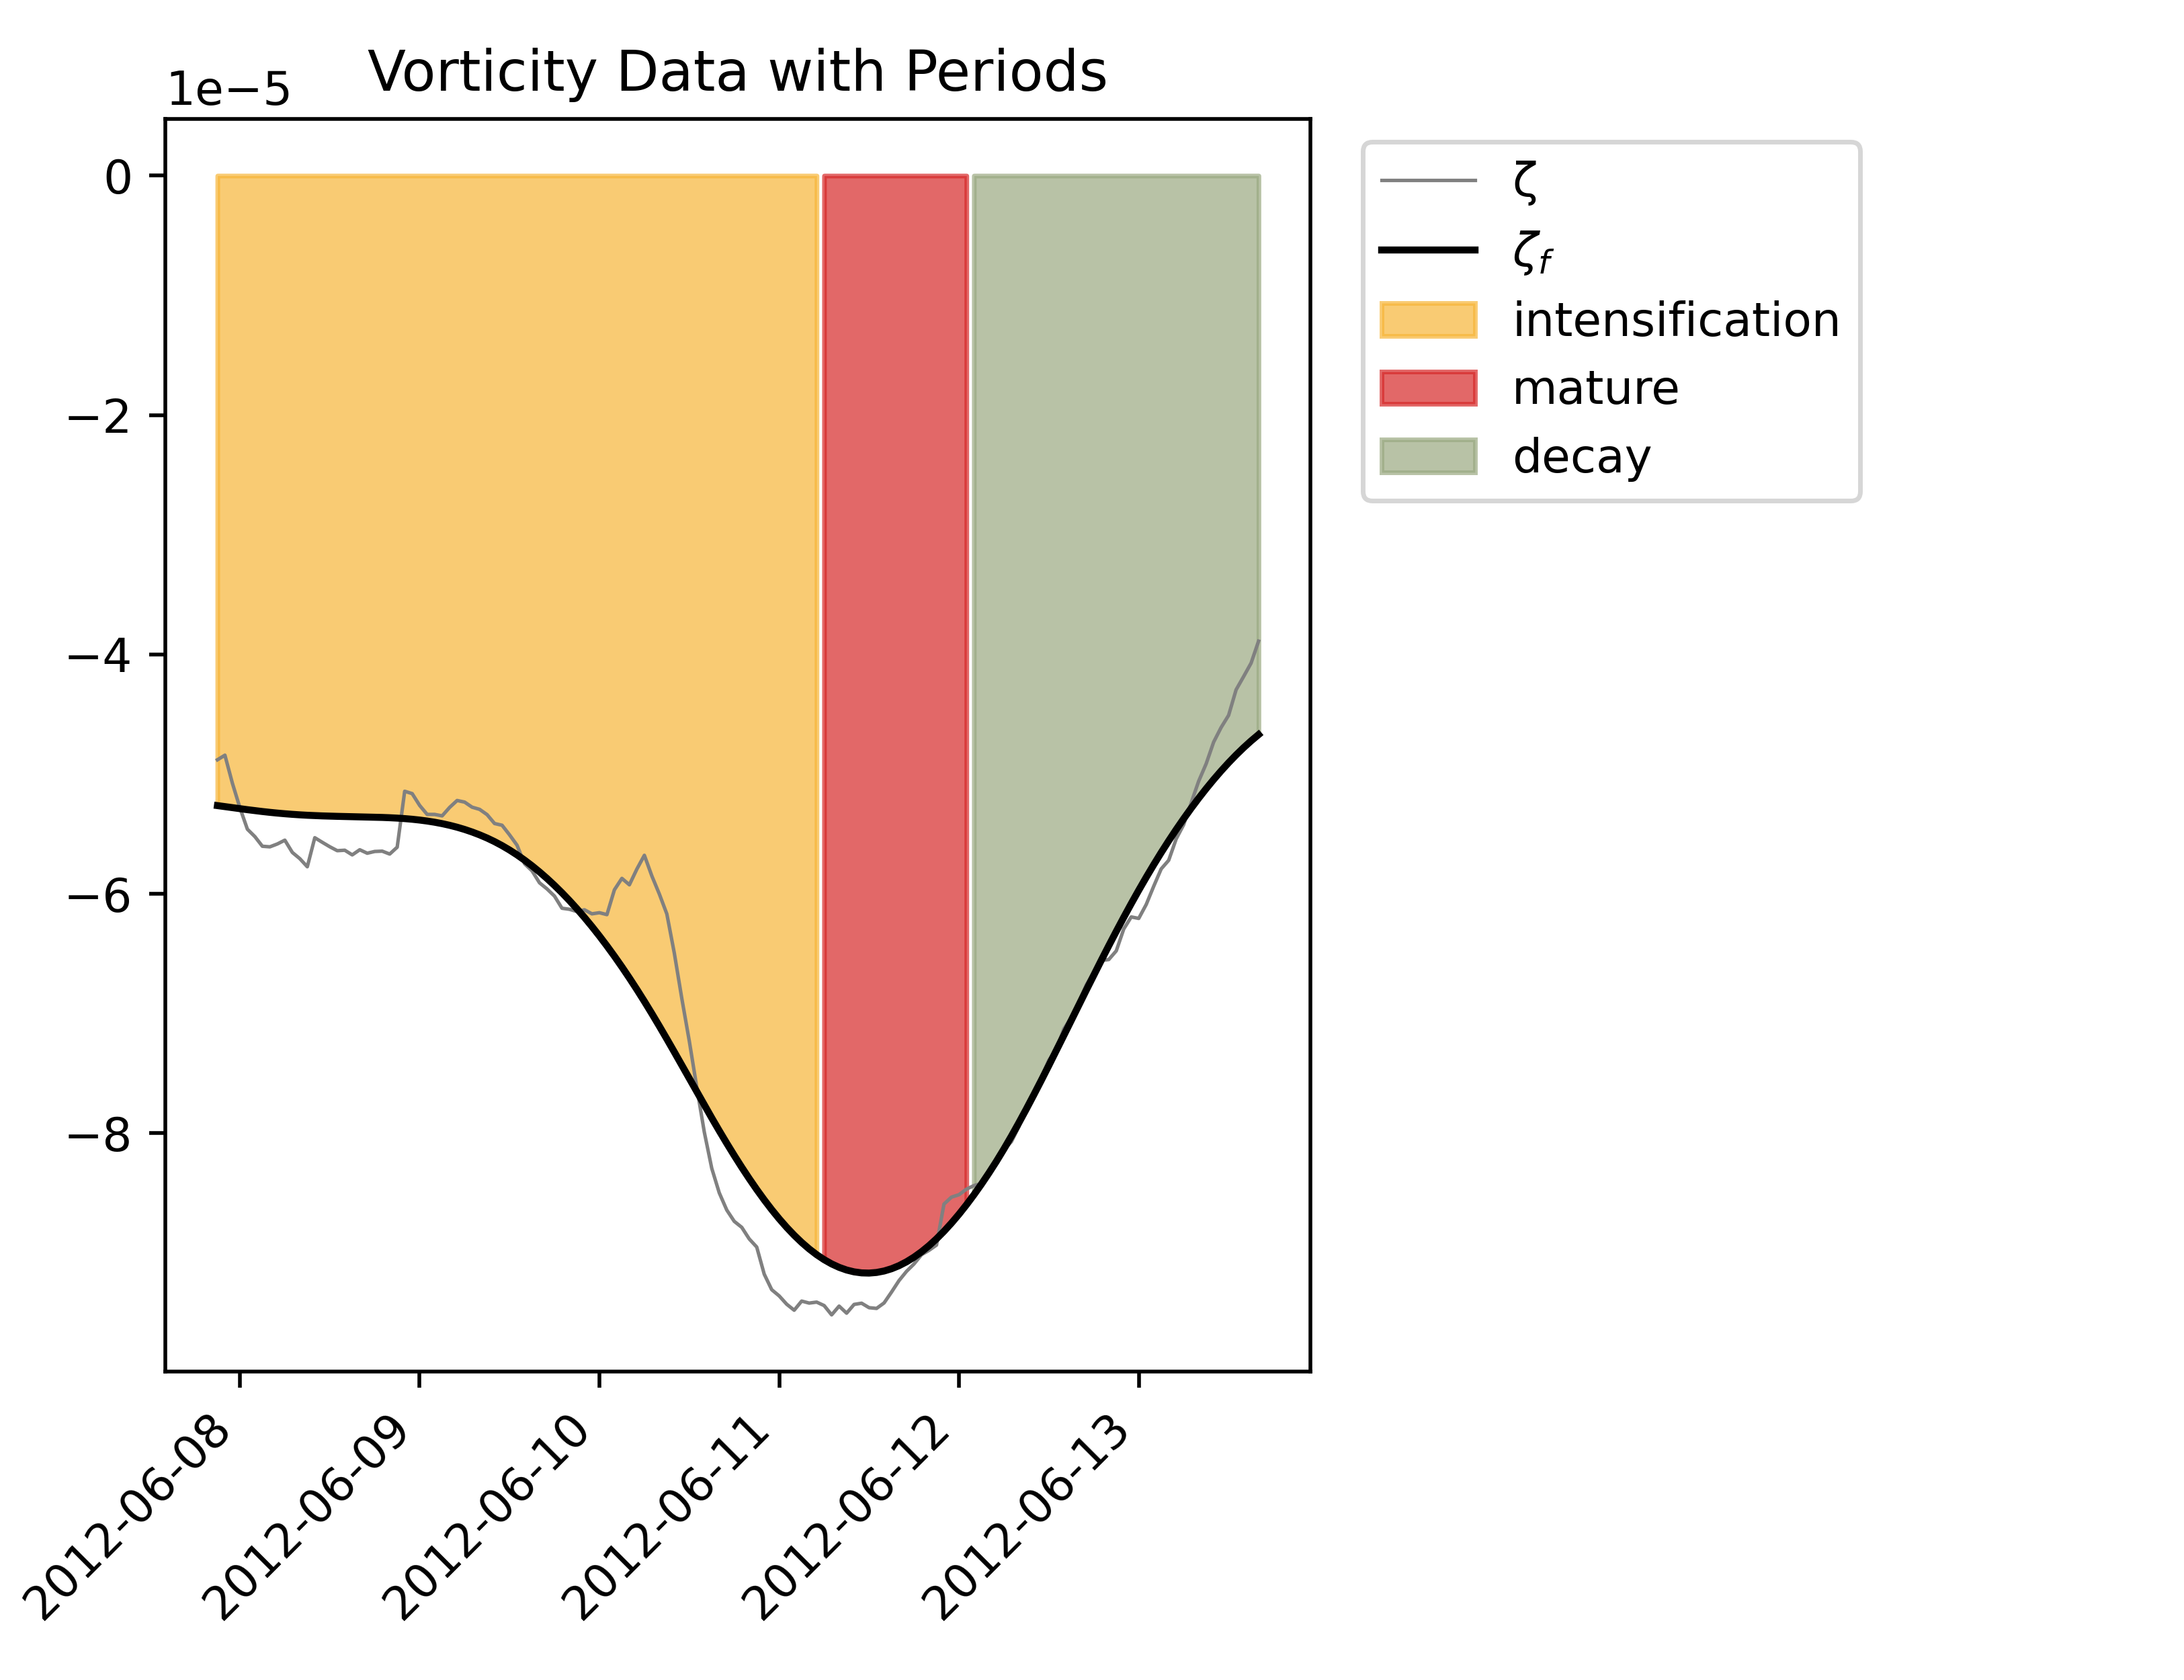 Vorticity Data with Periods
1e−5
0
−2
−4
−6
−8
2012-06-08
2012-06-09
2012-06-10
2012-06-11
2012-06-12
2012-06-13
ζ
ζf
intensification
mature
decay